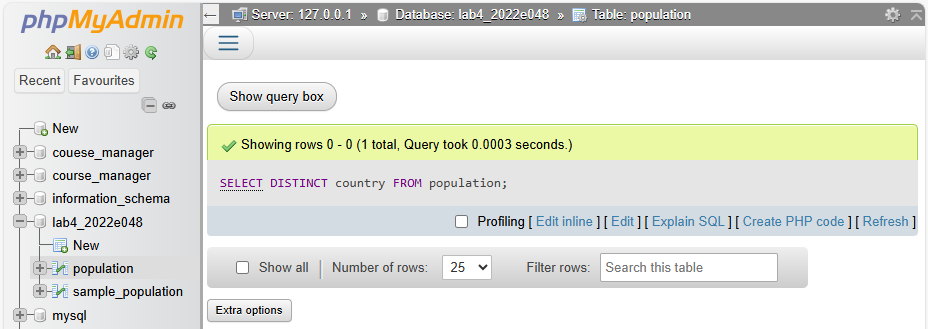 phpMyAdmin
Recent Favourites
New
couese_manager
course_manager
information_schema
lab4_2022e048
New
population
sample_population
mysql
Server: 127.0.0.1 » Database: lab4_2022e048 » Table: population
Show query box
Showing rows 0 - 0 (1 total, Query took 0.0003 seconds.)
SELECT DISTINCT country FROM population;
Profiling [ Edit inline ] [ Edit ] [ Explain SQL ] [ Create PHP code ] [ Refresh ]
Show all Number of rows: 25 Filter rows: Search this table
Extra options